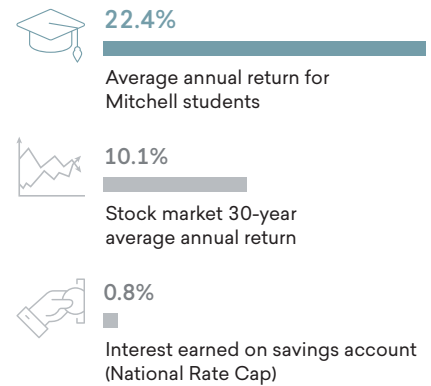 22.4%
Average annual return for
Mitchell students
10.1%
Stock market 30-year
average annual return
0.8%
Interest earned on savings account
(National Rate Cap)